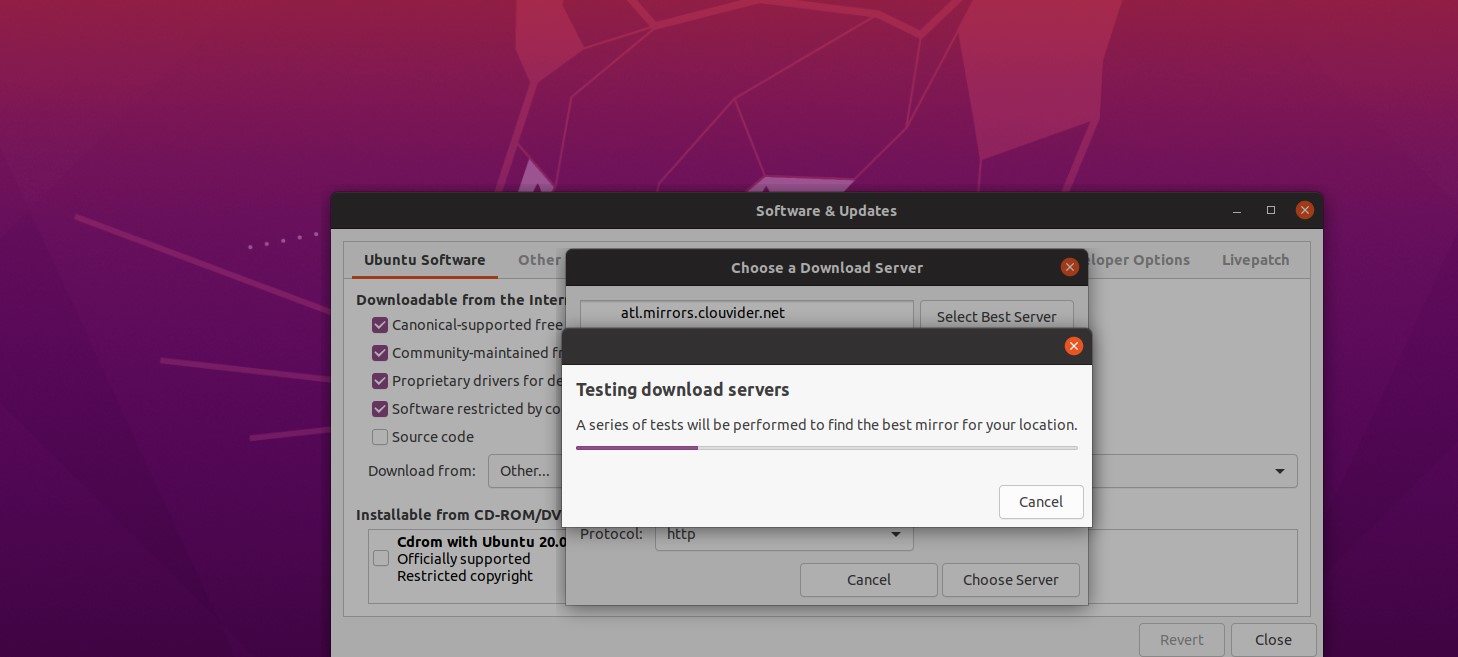 Software & Updates
Ubuntu Software
Other
eloper Options
Livepatch
Choose a Download Server
Downloadable from the Inter
atl.mirrors.clouvider.net
Select Best Server
Canonical-supported free
Community-maintained fr
Proprietary drivers for de
Software restricted by co
Source code
Testing download servers
A series of tests will be performed to find the best mirror for your location.
Cancel
Download from:
Other...
Installable from CD-ROM/DV
Cdrom with Ubuntu 20.0
Officially supported
Restricted copyright
Protocol:
http
Cancel
Choose Server
Revert
Close